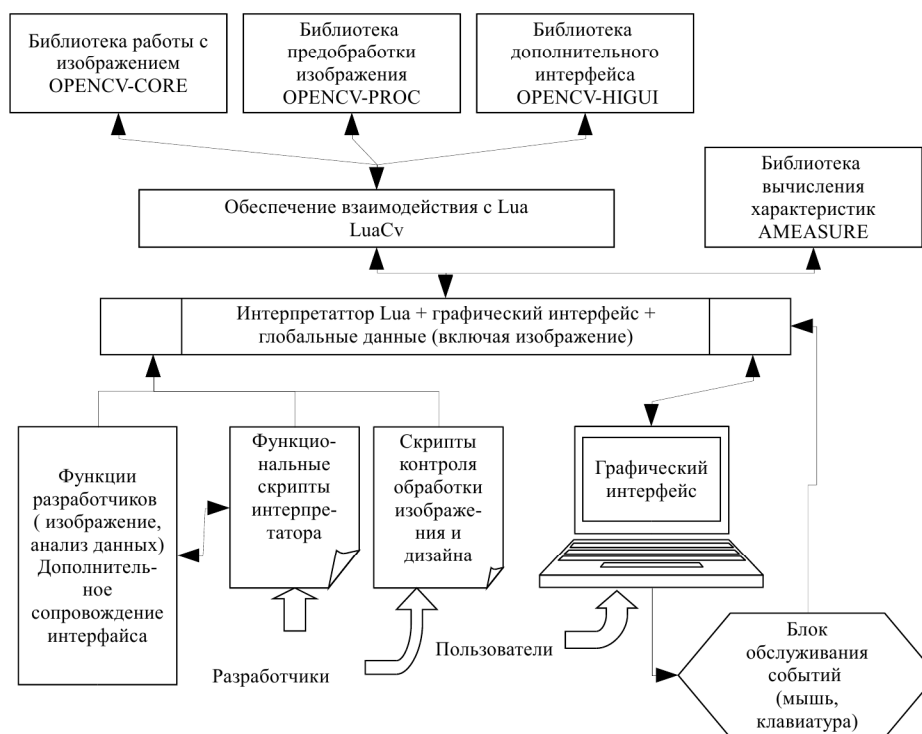 Библиотека работы с
изображением
OPENCV-CORE
Библиотека
предобработки
изображения
OPENCV-PROC
Библиотека
дополнительного
интерфейса
OPENCV-HIGUI
Библиотека
вычисления
характеристик
AMEASURE
Обеспечение взаимодействия с Lua
LuaCv
Интерпретаттор Lua + графический интерфейс +
глобальные данные (включая изображение)
Функции
разработчиков
( изображение,
анализ данных)
Дополнитель-
ное
сопровождение
интерфайса
Функцио-
нальные
скрипты
интерпре-
татора
Скрипты
контроля
обработки
изображе-
ния и
дизайна
Графический
интерфейс
Разработчики
Пользователи
Блок
обслуживания
событий
(мышь,
клавиатура)